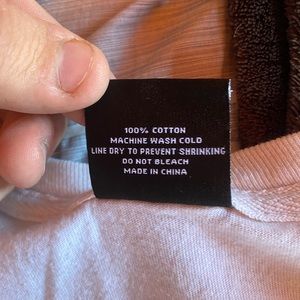 100% COTTON
MACHINE WASH COLD
LINE DRY TO PREVENT SHRINKING
DO NOT BLEACH
MADE IN CHINA